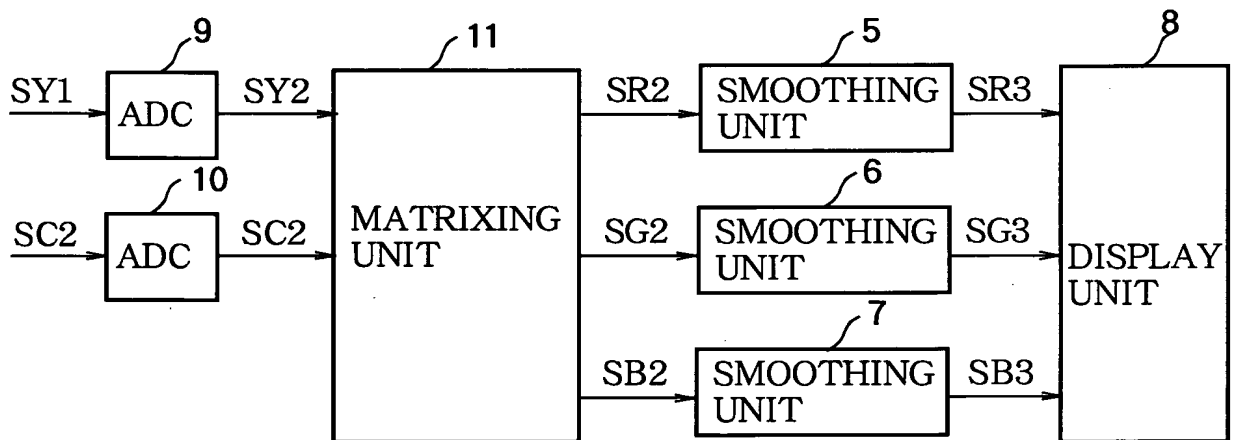 9
11
5
8
SY1
ADC
SY2
SR2
SMOOTHING
UNIT
SR3
10
6
SC2
ADC
SC2
MATRIXING
UNIT
SG2
SMOOTHING
UNIT
SG3
DISPLAY
UNIT
7
SB2
SMOOTHING
UNIT
SB3